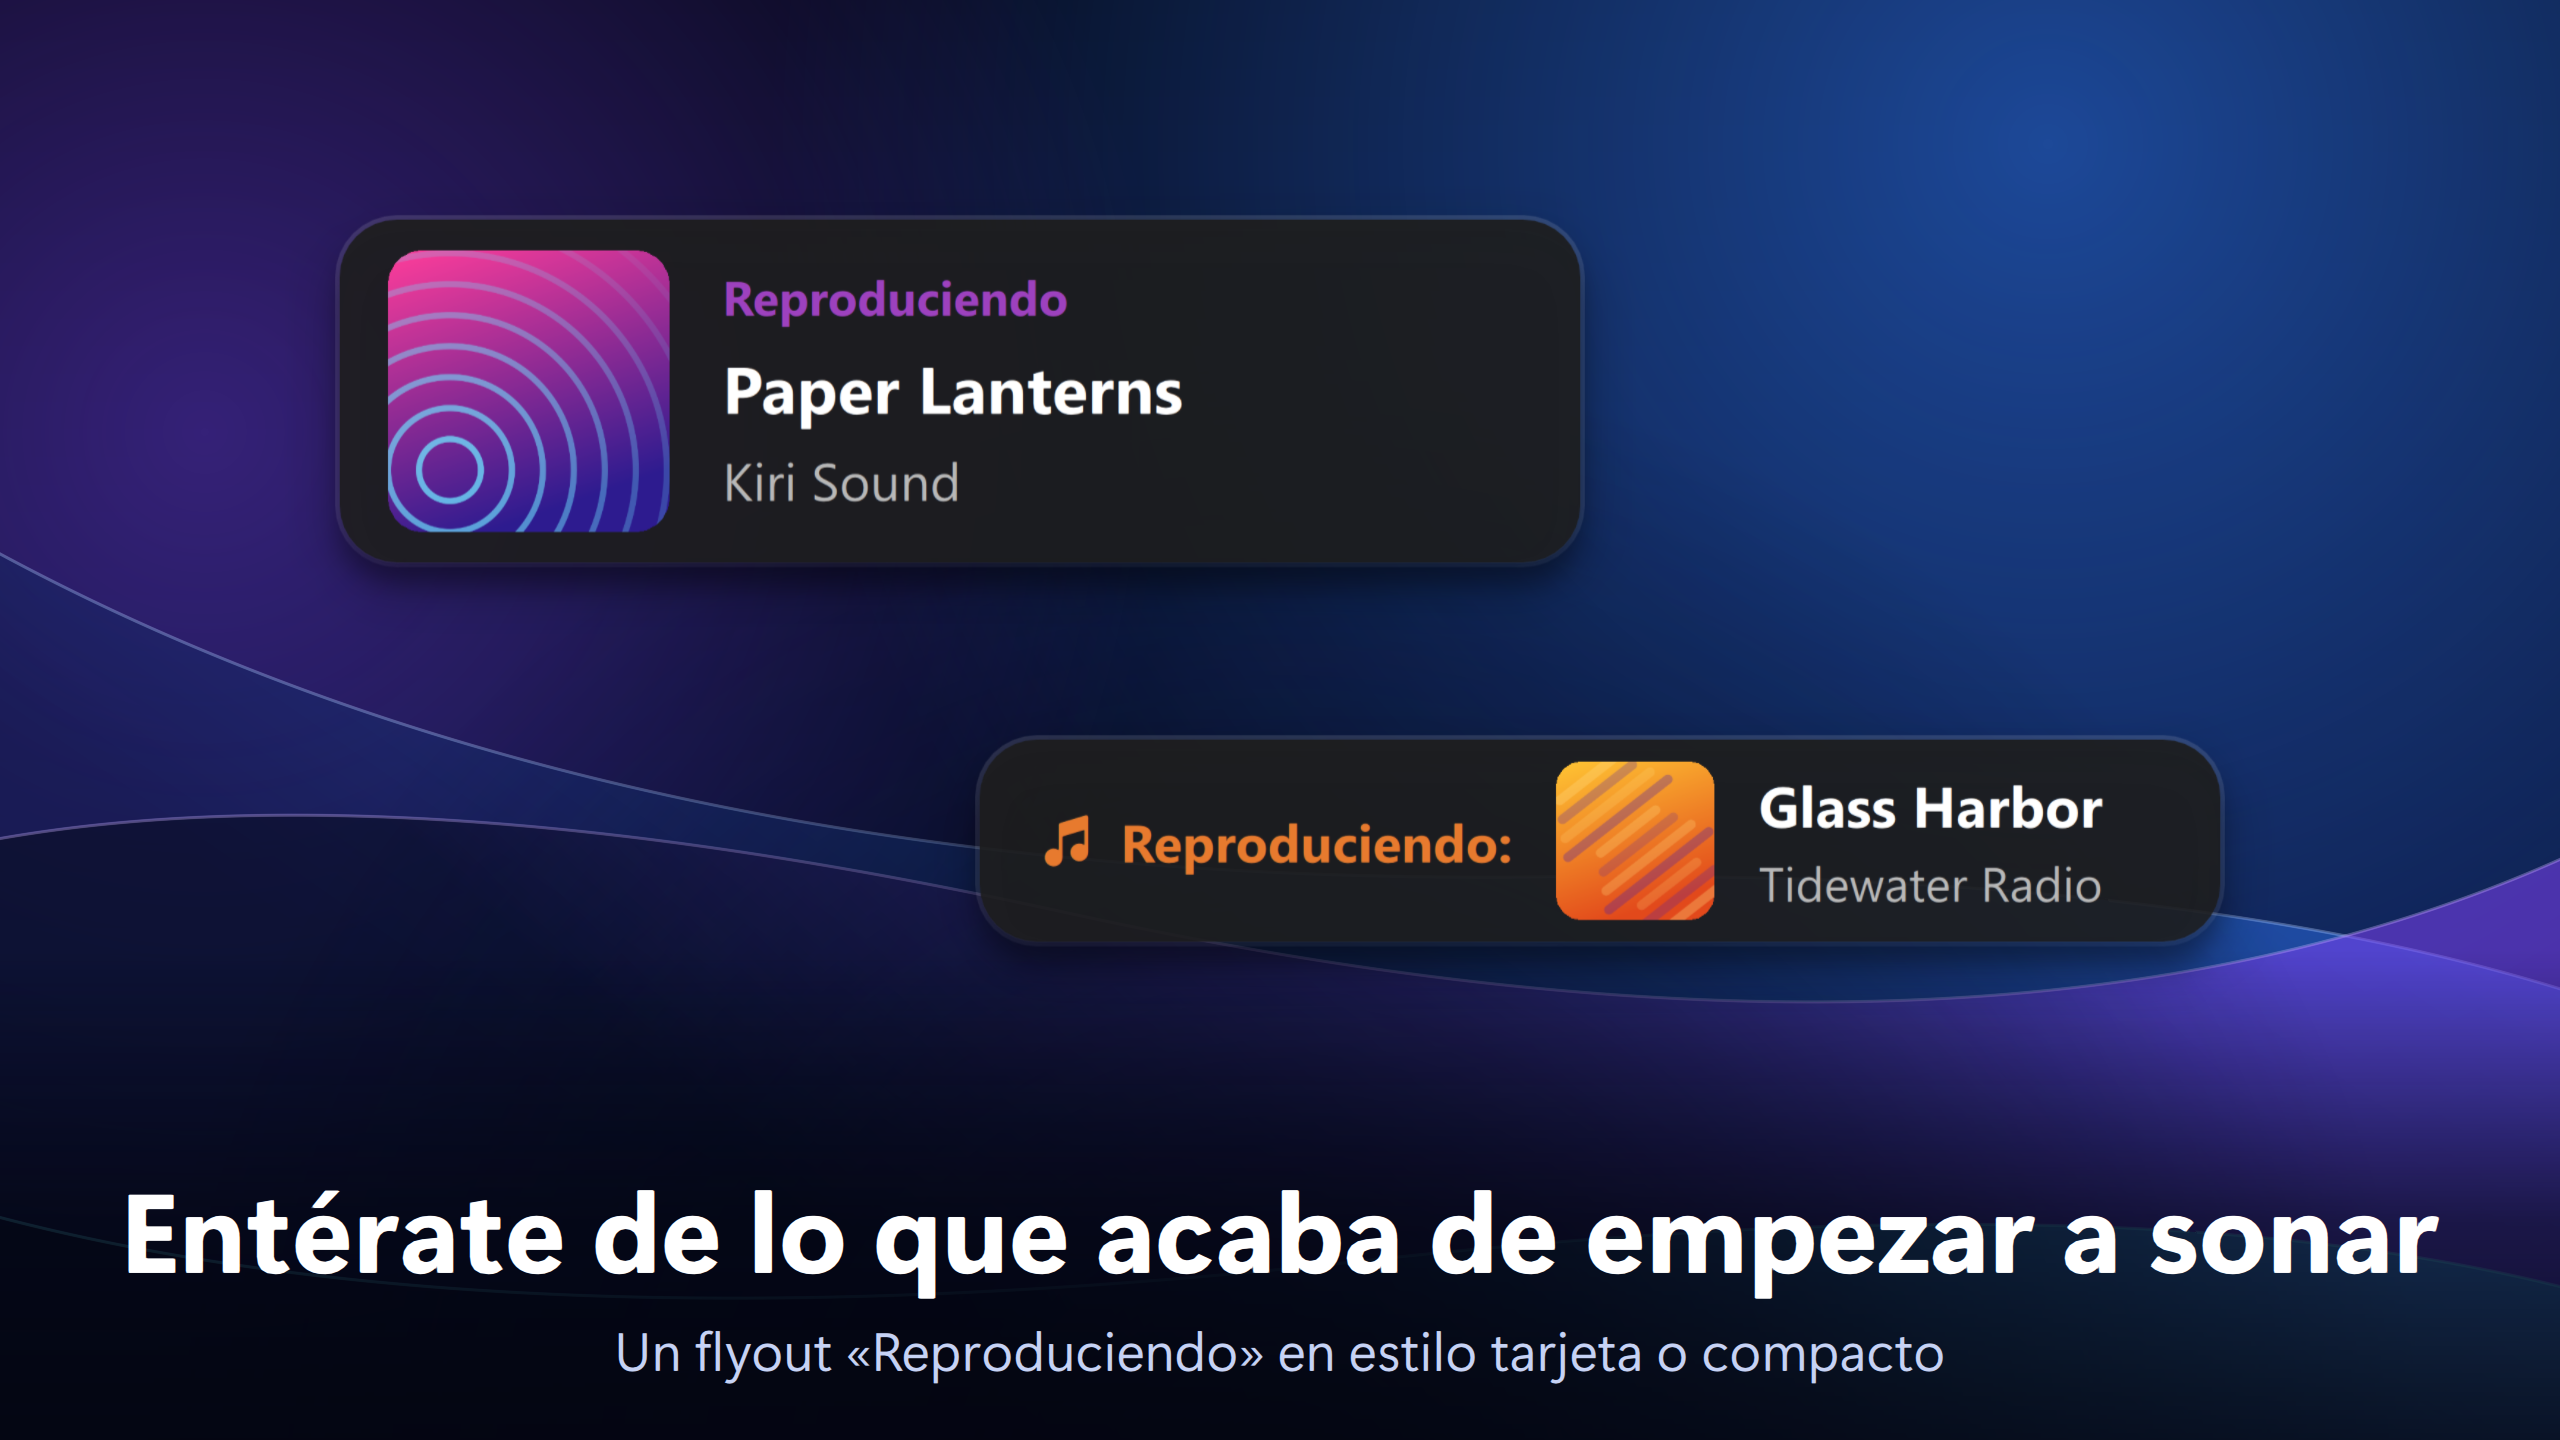 Reproduciendo
Paper Lanterns
Kiri Sound
Reproduciendo:
Glass Harbor
Tidewater Radio
Entérate de lo que acaba de empezar a sonar
Un flyout «Reproduciendo» en estilo tarjeta o compacto